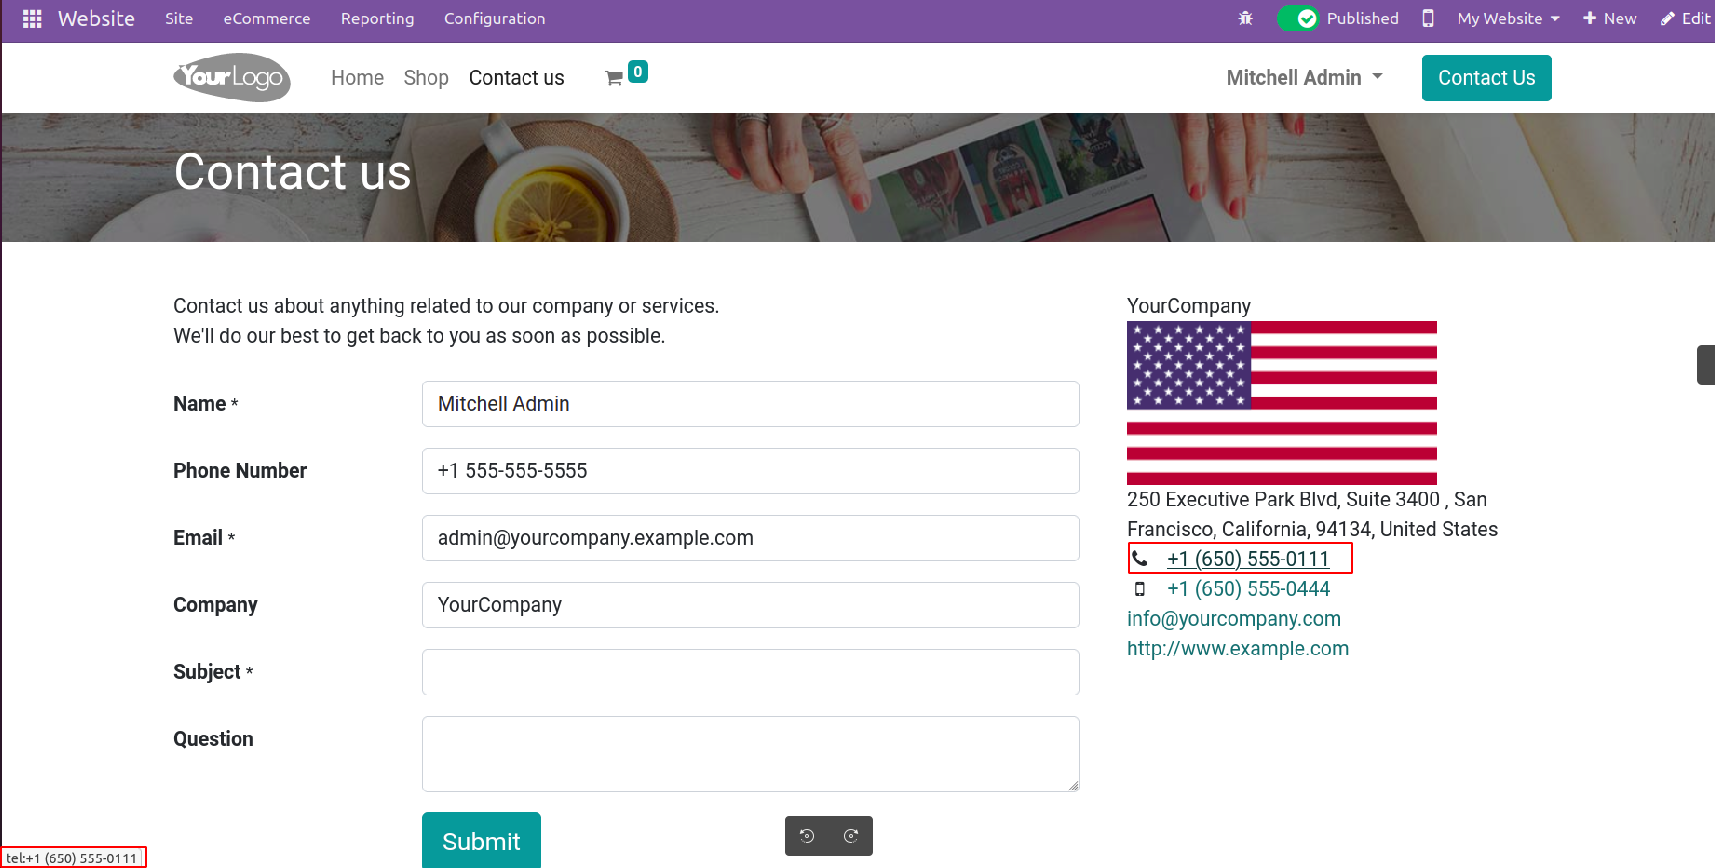 Website Site eCommerce Reporting Configuration Published My Website New Edit
YourLogo Home Shop Contact us 0 Mitchell Admin Contact Us
Contact us
Contact us about anything related to our company or services.
We'll do our best to get back to you as soon as possible.
Name *
Mitchell Admin
Phone Number
+1 555-555-5555
Email *
admin@yourcompany.example.com
Company
YourCompany
Subject *
Question
Submit
YourCompany
250 Executive Park Blvd, Suite 3400 , San
Francisco, California, 94134, United States
+1 (650) 555-0111
+1 (650) 555-0444
info@yourcompany.com
http://www.example.com
tel:+1 (650) 555-0111